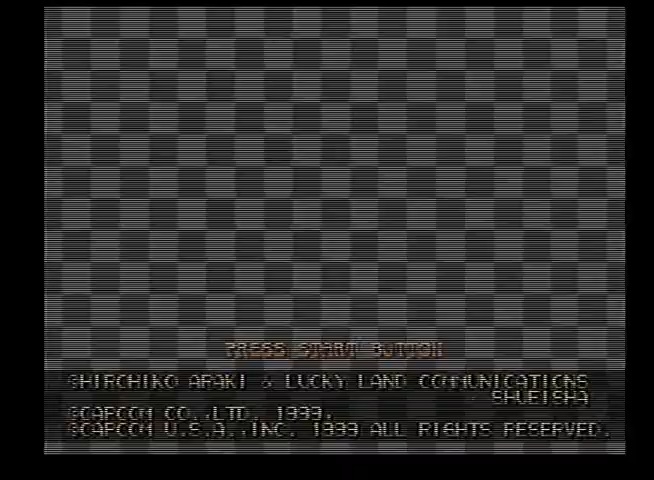 PRESS START BUTTON
©HIROHIKO ARAKI & LUCKY LAND COMMUNICATIONS
SHUEISHA
©CAPCOM CO.,LTD. 1999.
©CAPCOM U.S.A.,INC. 1999 ALL RIGHTS RESERVED.